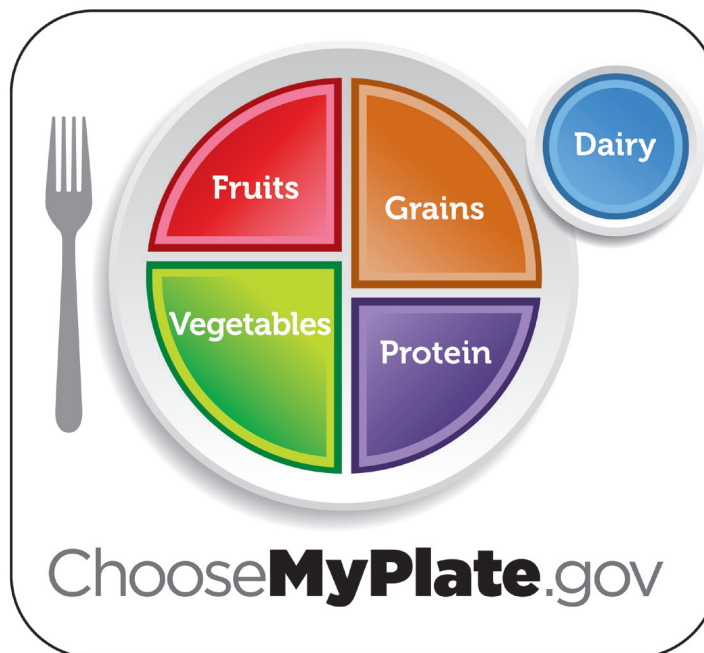 Dairy
Fruits
Grains
Vegetables
Protein
ChooseMyPlate.gov